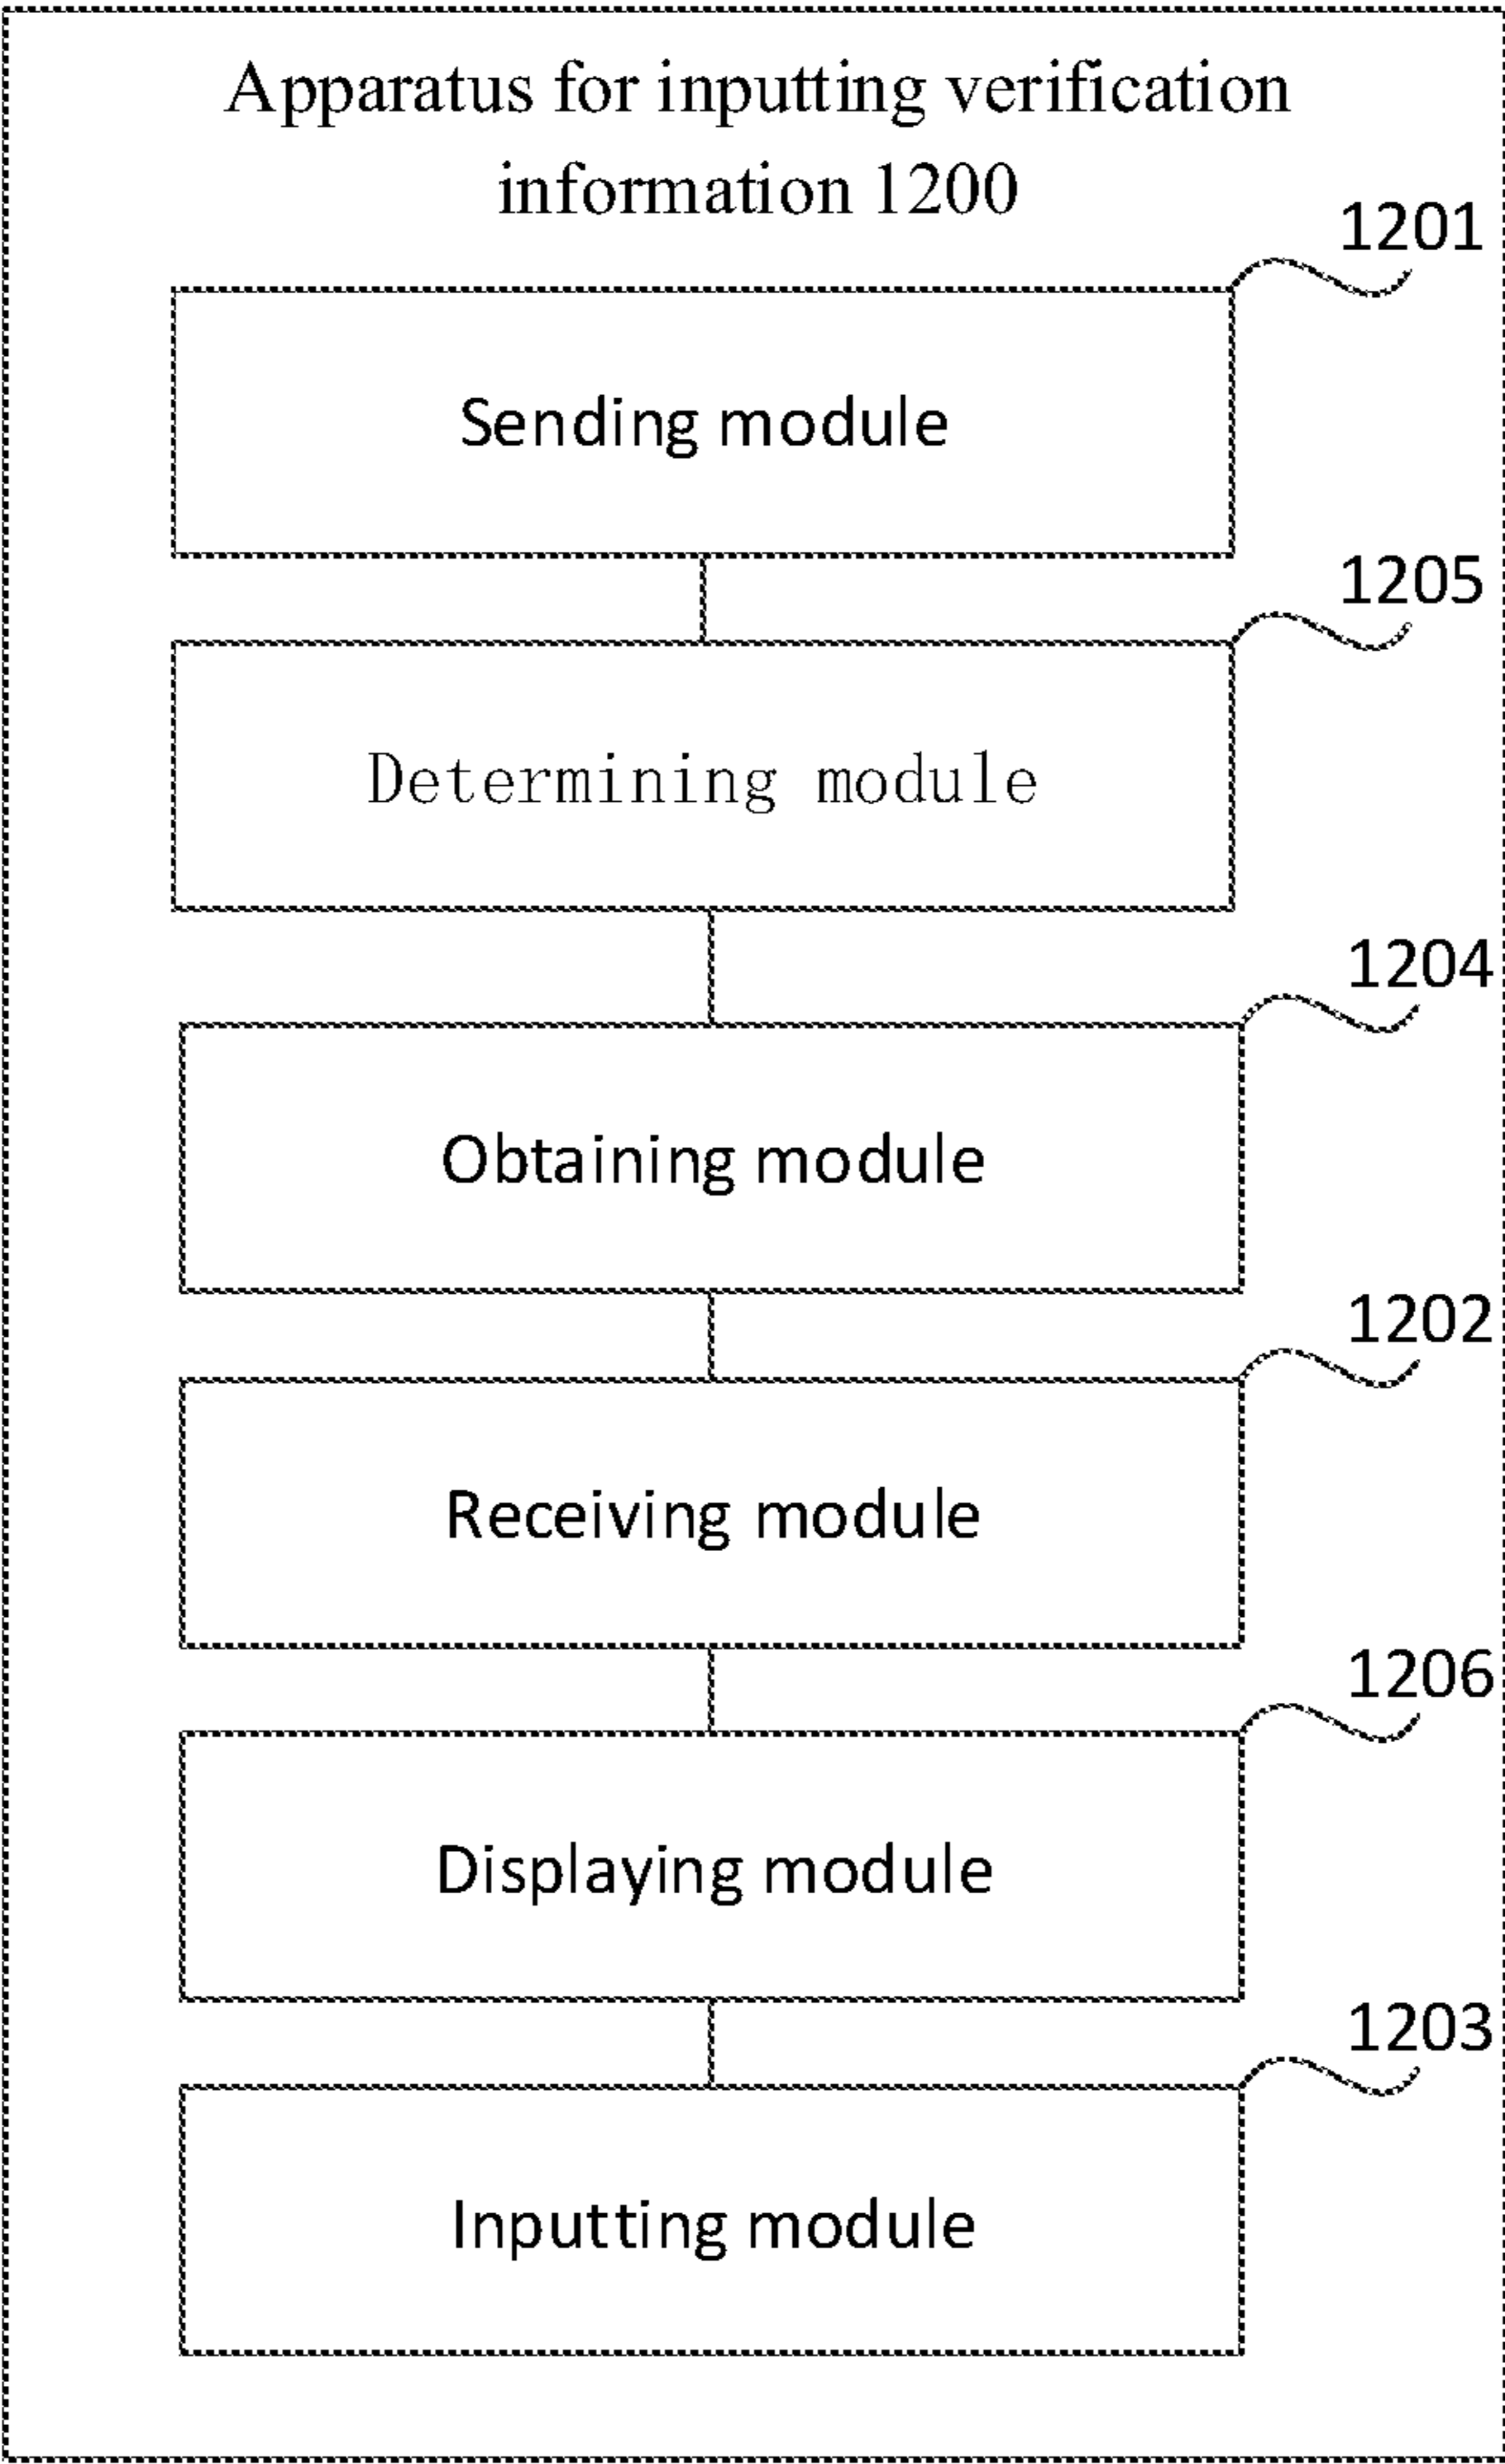 Apparatus for inputting verification
information 1200
1201
Sending module
1205
Determining module
1204
Obtaining module
1202
Receiving module
1206
Displaying module
1203
Inputting module